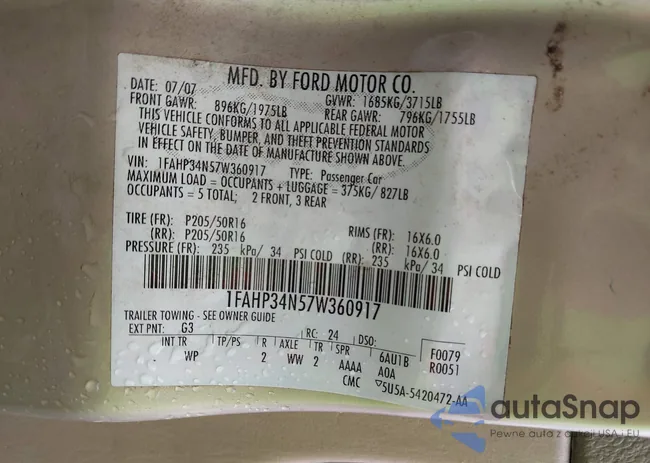 MFD. BY FORD MOTOR CO.
DATE: 07/07 GVWR: 1685KG/3715LB
FRONT GAWR: 896KG/1975LB REAR GAWR: 796KG/1755LB
THIS VEHICLE CONFORMS TO ALL APPLICABLE FEDERAL MOTOR
VEHICLE SAFETY, BUMPER, AND THEFT PREVENTION STANDARDS
IN EFFECT ON THE DATE OF MANUFACTURE SHOWN ABOVE.
VIN: 1FAHP34N57W360917 TYPE: Passenger Car
MAXIMUM LOAD = OCCUPANTS + LUGGAGE = 375KG/ 827LB
OCCUPANTS = 5 TOTAL; 2 FRONT, 3 REAR
TIRE (FR): P205/50R16 RIMS (FR): 16X6.0
(RR): P205/50R16 (RR): 16X6.0
PRESSURE (FR): 235 kPa/ 34 PSI COLD (RR): 235 kPa/ 34 PSI COLD
1FAHP34N57W360917
TRAILER TOWING - SEE OWNER GUIDE
EXT PNT: G3 RC: 24 DSO:
INT TR TP/PS R AXLE TR SPR 6AU1B F0079
WP 2 WW 2 AAAA A0A R0051
CMC 5U5A-5420472-AA
autaSnap
Pewne auta z aukcji USA i EU